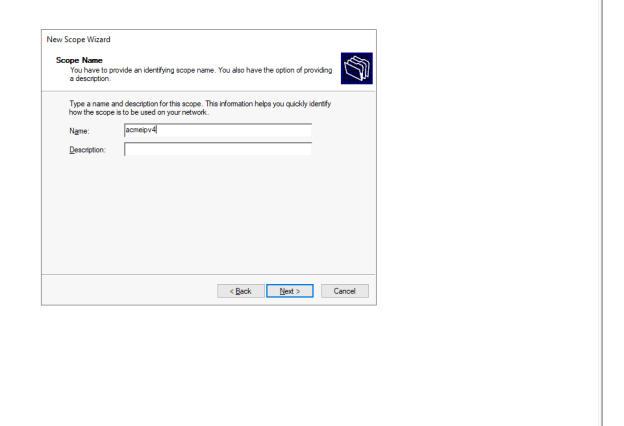 New Scope Wizard
Scope Name
You have to provide an identifying scope name. You also have the option of providing
a description.
Type a name and description for this scope. This information helps you quickly identify
how the scope is to be used on your network.
Name: acmeipv4
Description:
< Back Next > Cancel